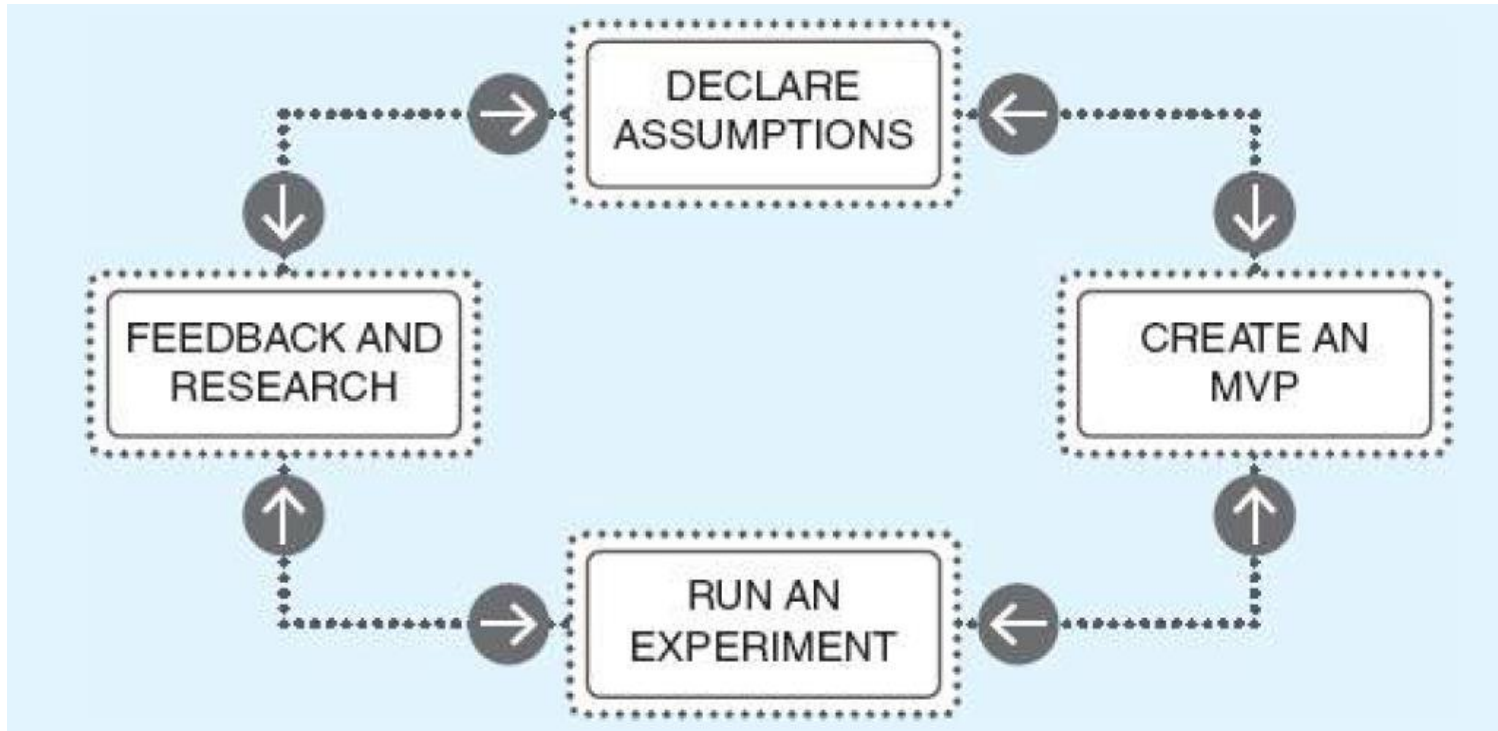 DECLARE
ASSUMPTIONS
FEEDBACK AND
RESEARCH
CREATE AN
MVP
RUN AN
EXPERIMENT